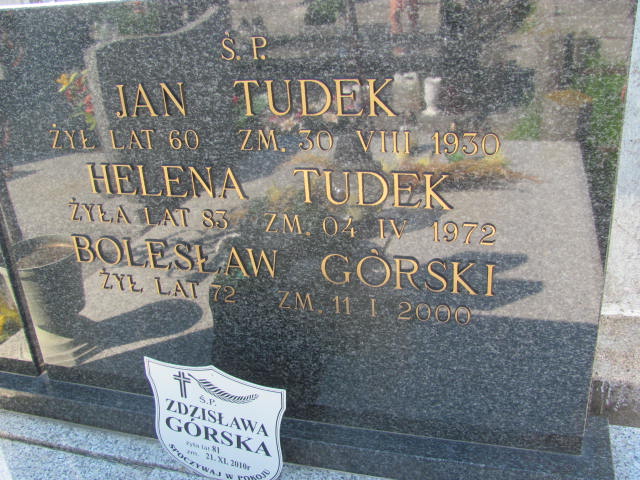 Ś. P.
JAN TUDEK
ŻYŁ LAT 60 ZM. 30 VIII 1930
HELENA TUDEK
ŻYŁA LAT 83 ZM. 04 IV 1972
BOLESŁAW GÓRSKI
ŻYŁ LAT 72 ZM. 11 I 2000
Ś.P.
ZDZISŁAWA
GÓRSKA
żyła lat 81
zm. 21. XI. 2010r
SPOCZYWAJ W POKOJU